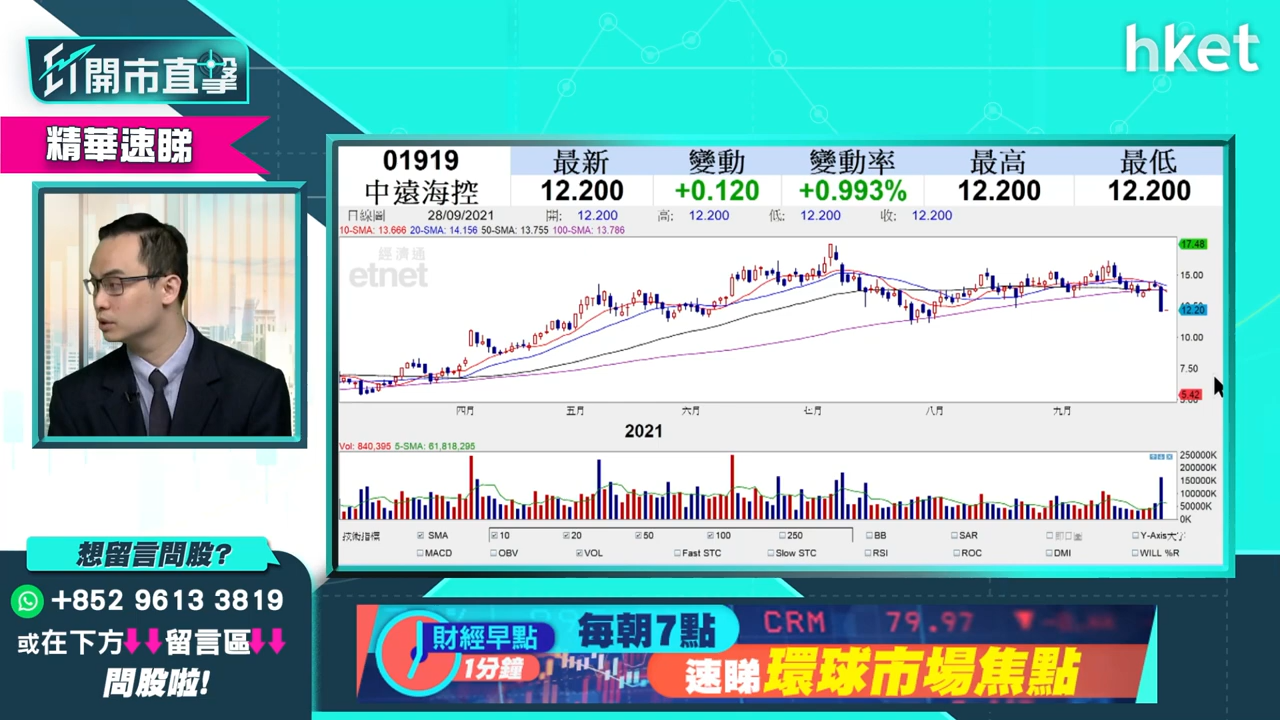 hket
ET開市直擊
精華速睇
01919 最新 變動 變動率 最高 最低
中遠海控 12.200 +0.120 +0.993% 12.200 12.200
日線圖 28/09/2021 開: 12.200 高: 12.200 低: 12.200 收: 12.200
10-SMA: 13.666 20-SMA: 14.156 50-SMA: 13.755 100-SMA: 13.786
經濟通
etnet
17.48
15.00
12.20
10.00
7.50
5.42
四月 五月 六月 七月 八月 九月
2021
Vol: 840,395 5-SMA: 61,818,295
250000K
200000K
150000K
100000K
50000K
0K
技術指標 SMA 10 20 50 100 250 BB SAR Y-Axis大字
MACD OBV VOL Fast STC Slow STC RSI ROC DMI WILL %R
想留言問股?
+852 9613 3819
或在下方留言區
問股啦!
財經早點
1分鐘
每朝7點
CRM 79.97
速睇環球市場焦點